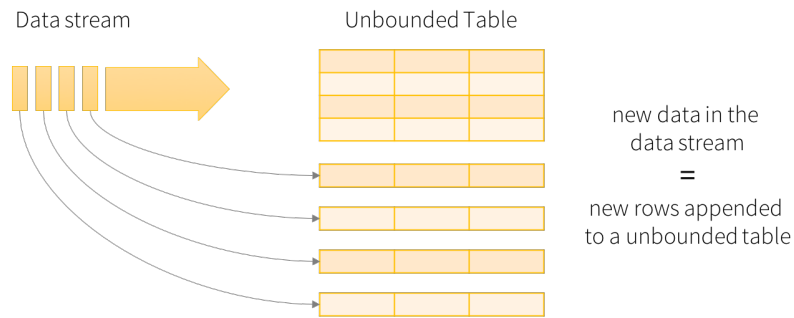 Data stream
Unbounded Table
new data in the
data stream
=
new rows appended
to a unbounded table